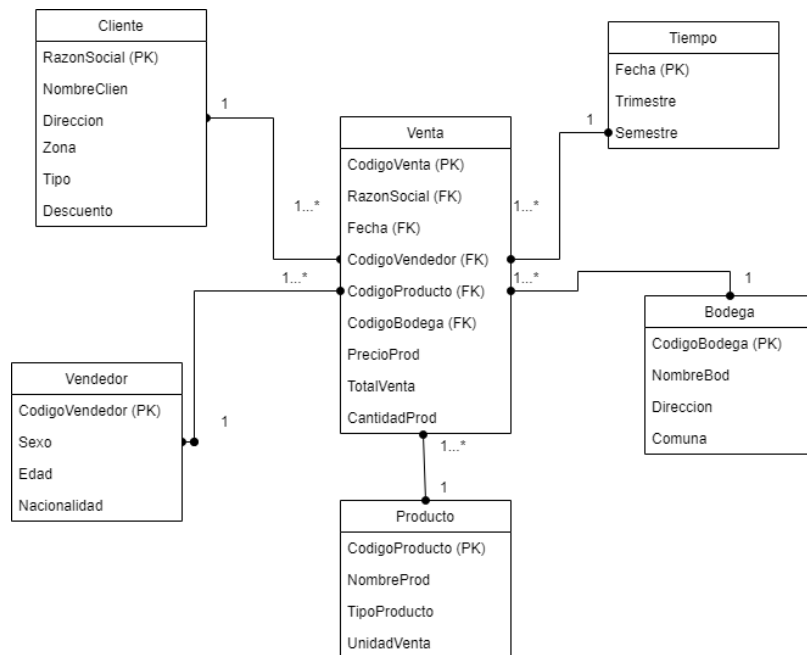 Cliente
RazonSocial (PK)
NombreClien
Direccion
Zona
Tipo
Descuento
1
1...*
Tiempo
Fecha (PK)
Trimestre
Semestre
1
1...*
Venta
CodigoVenta (PK)
RazonSocial (FK)
Fecha (FK)
CodigoVendedor (FK)
CodigoProducto (FK)
CodigoBodega (FK)
PrecioProd
TotalVenta
CantidadProd
1...*
1
Bodega
CodigoBodega (PK)
NombreBod
Direccion
Comuna
1...*
1
Vendedor
CodigoVendedor (PK)
Sexo
Edad
Nacionalidad
1...*
1
Producto
CodigoProducto (PK)
NombreProd
TipoProducto
UnidadVenta